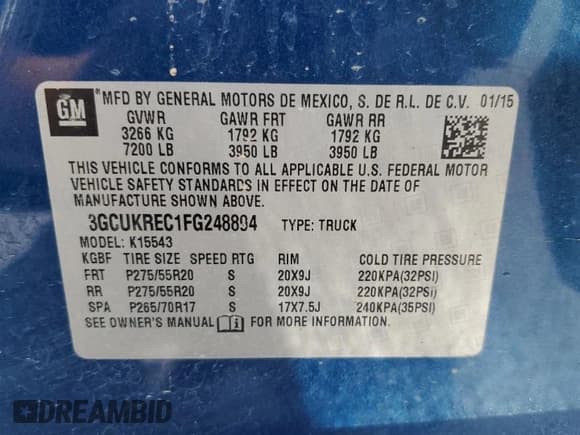 GM
®MFD BY GENERAL MOTORS DE MEXICO, S. DE R.L. DE C.V. 01/15
GVWR GAWR FRT GAWR RR
3266 KG 1792 KG 1792 KG
7200 LB 3950 LB 3950 LB
THIS VEHICLE CONFORMS TO ALL APPLICABLE U.S. FEDERAL MOTOR
VEHICLE SAFETY STANDARDS IN EFFECT ON THE DATE OF
MANUFACTURE SHOWN ABOVE.
3GCUKREC1FG248894 TYPE: TRUCK
MODEL: K15543
KGBF TIRE SIZE SPEED RTG RIM COLD TIRE PRESSURE
FRT P275/55R20 S 20X9J 220KPA(32PSI)
RR P275/55R20 S 20X9J 220KPA(32PSI)
SPA P265/70R17 S 17X7.5J 240KPA(35PSI)
SEE OWNER'S MANUAL FOR MORE INFORMATION.
DREAMBID